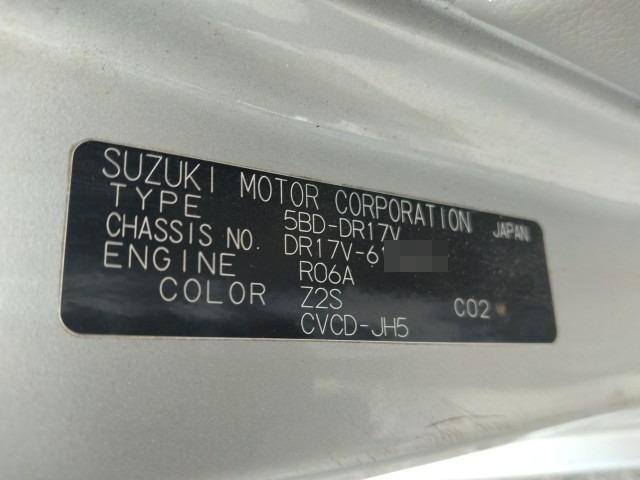 SUZUKI MOTOR CORPORATION JAPAN
TYPE 5BD-DR17V
CHASSIS NO. DR17V-61
ENGINE R06A
COLOR Z2S C02
CVCD-JH5